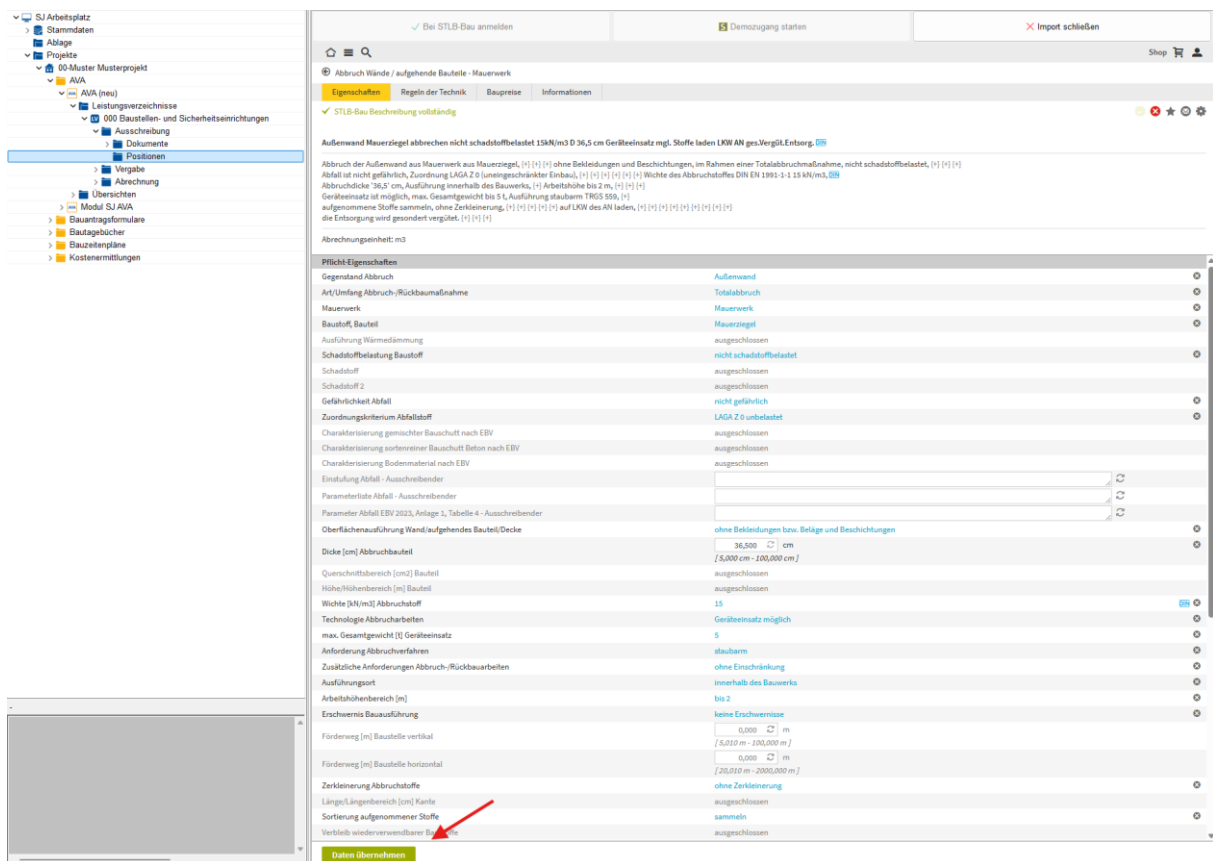 SJ Arbeitsplatz
Stammdaten
Ablage
Projekte
00-Muster Musterprojekt
AVA
AVA (neu)
Leistungsverzeichnisse
000 Baustellen- und Sicherheitseinrichtungen
Ausschreibung
Dokumente
Positionen
Vergabe
Abrechnung
Übersichten
Modul SJ AVA
Bauantragsformulare
Bautagebücher
Bauzeitenpläne
Kostenermittlungen
Bei STLB-Bau anmelden
Demozugang starten
Import schließen
Shop
Abbruch Wände / aufgehende Bauteile - Mauerwerk
Eigenschaften Regeln der Technik Baupreise Informationen
STLB-Bau Beschreibung vollständig
Außenwand Mauerziegel abbrechen nicht schadstoffbelastet 15kN/m3 D 36,5 cm Geräteeinsatz mgl. Stoffe laden LKW AN ges.Vergüt.Entsorg. DIN
Abbruch der Außenwand aus Mauerwerk aus Mauerziegel, [+] [+] [+] ohne Bekleidungen und Beschichtungen, im Rahmen einer Totalabbruchmaßnahme, nicht schadstoffbelastet, [+] [+] [+]
Abfall ist nicht gefährlich, Zuordnung LAGA Z 0 (uneingeschränkter Einbau), [+] [+] [+] [+] [+] [+] Wichte des Abbruchstoffes DIN EN 1991-1-1 15 kN/m3, DIN
Abbruchdicke '36,5' cm, Ausführung innerhalb des Bauwerks, [+] Arbeitshöhe bis 2 m, [+] [+] [+]
Geräteeinsatz ist möglich, max. Gesamtgewicht bis 5 t, Ausführung staubarm TRGS 559, [+]
aufgenommene Stoffe sammeln, ohne Zerkleinerung, [+] [+] [+] [+] [+] auf LKW des AN laden, [+] [+] [+] [+] [+] [+] [+] [+] [+]
die Entsorgung wird gesondert vergütet. [+] [+] [+]
Abrechnungseinheit: m3
Pflicht-Eigenschaften
Gegenstand Abbruch Außenwand
Art/Umfang Abbruch-/Rückbaumaßnahme Totalabbruch
Mauerwerk Mauerwerk
Baustoff, Bauteil Mauerziegel
Ausführung Wärmedämmung ausgeschlossen
Schadstoffbelastung Baustoff nicht schadstoffbelastet
Schadstoff ausgeschlossen
Schadstoff 2 ausgeschlossen
Gefährlichkeit Abfall nicht gefährlich
Zuordnungskriterium Abfallstoff LAGA Z 0 unbelastet
Charakterisierung gemischter Bauschutt nach EBV ausgeschlossen
Charakterisierung sortenreiner Bauschutt Beton nach EBV ausgeschlossen
Charakterisierung Bodenmaterial nach EBV ausgeschlossen
Einstufung Abfall - Ausschreibender
Parameterliste Abfall - Ausschreibender
Parameter Abfall EBV 2023, Anlage 1, Tabelle 4 - Ausschreibender
Oberflächenausführung Wand/aufgehendes Bauteil/Decke ohne Bekleidungen bzw. Beläge und Beschichtungen
Dicke [cm] Abbruchbauteil 36,500 cm
[ 5,000 cm - 100,000 cm ]
Querschnittsbereich [cm2] Bauteil ausgeschlossen
Höhe/Höhenbereich [m] Bauteil ausgeschlossen
Wichte [kN/m3] Abbruchstoff 15 DIN
Technologie Abbrucharbeiten Geräteeinsatz möglich
max. Gesamtgewicht [t] Geräteeinsatz 5
Anforderung Abbruchverfahren staubarm
Zusätzliche Anforderungen Abbruch-/Rückbauarbeiten ohne Einschränkung
Ausführungsort innerhalb des Bauwerks
Arbeitshöhenbereich [m] bis 2
Erschwernis Bauausführung keine Erschwernisse
Förderweg [m] Baustelle vertikal 0,000 m
[ 5,010 m - 100,000 m ]
Förderweg [m] Baustelle horizontal 0,000 m
[ 20,010 m - 2000,000 m ]
Zerkleinerung Abbruchstoffe ohne Zerkleinerung
Länge/Längenbereich [cm] Kante ausgeschlossen
Sortierung aufgenommener Stoffe sammeln
Verbleib wiederverwendbarer ausgeschlossen
Daten übernehmen